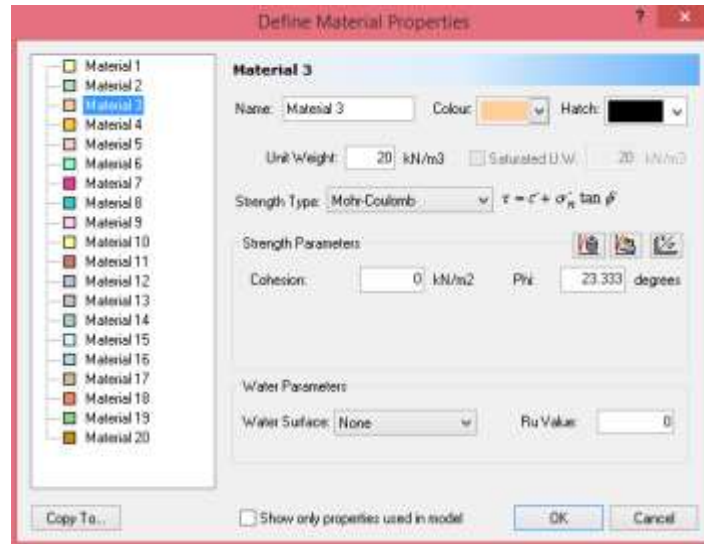 Define Material Properties
?
×
Material 1
Material 2
Material 3
Material 4
Material 5
Material 6
Material 7
Material 8
Material 9
Material 10
Material 11
Material 12
Material 13
Material 14
Material 15
Material 16
Material 17
Material 18
Material 19
Material 20
Material 3
Name: Material 3 Colour: Hatch:
Unit Weight: 20 kN/m3 Saturated U.W. 20 kN/m3
Strength Type: Mohr-Coulomb τ = c' + σ'ₙ tan φ'
Strength Parameters
Cohesion: 0 kN/m2 Phi: 23.333 degrees
Water Parameters
Water Surface: None Ru Value: 0
Copy To... Show only properties used in model OK Cancel